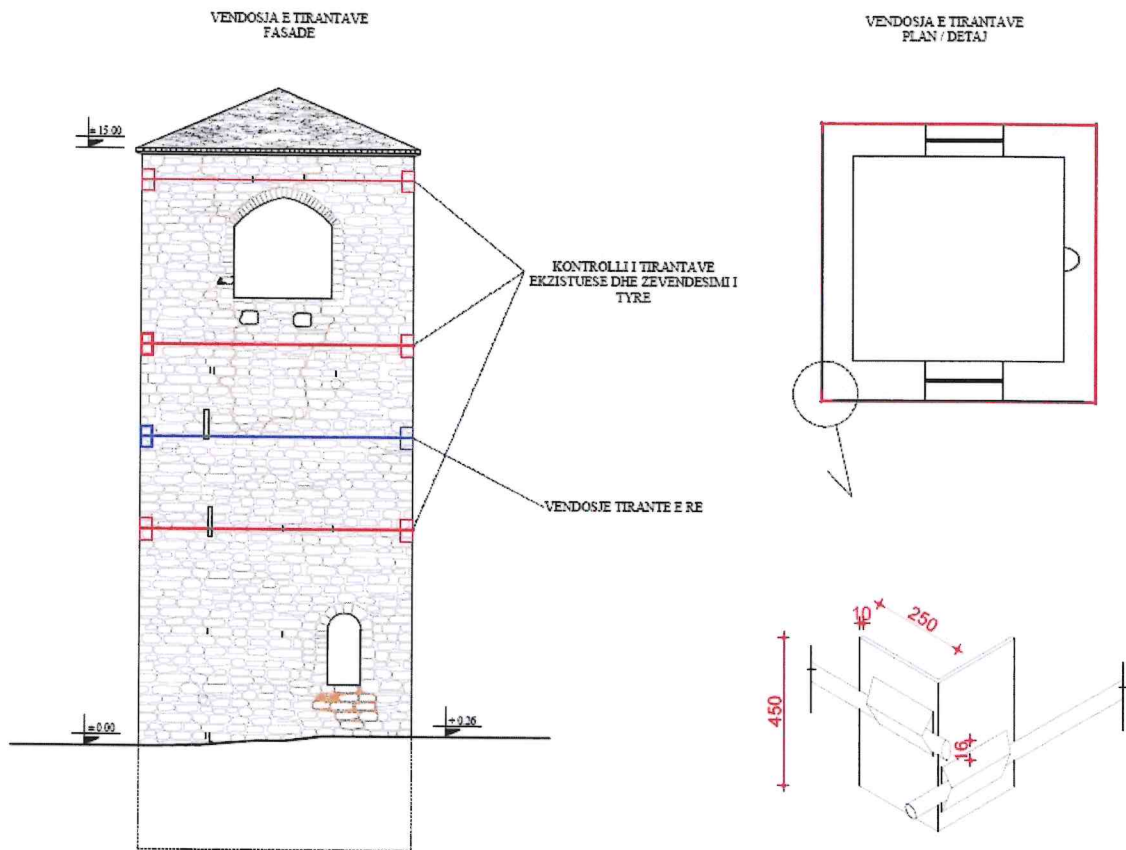 VENDOSJA E TIRANTAVE
FASADE
VENDOSJA E TIRANTAVE
PLAN / DETAJ
± 15.00
KONTROLLI I TIRANTAVE
EKZISTUESE DHE ZEVENDESIMI I
TYRE
VENDOSJE TIRANTE E RE
± 0.00
+ 0.26
10
250
450
16